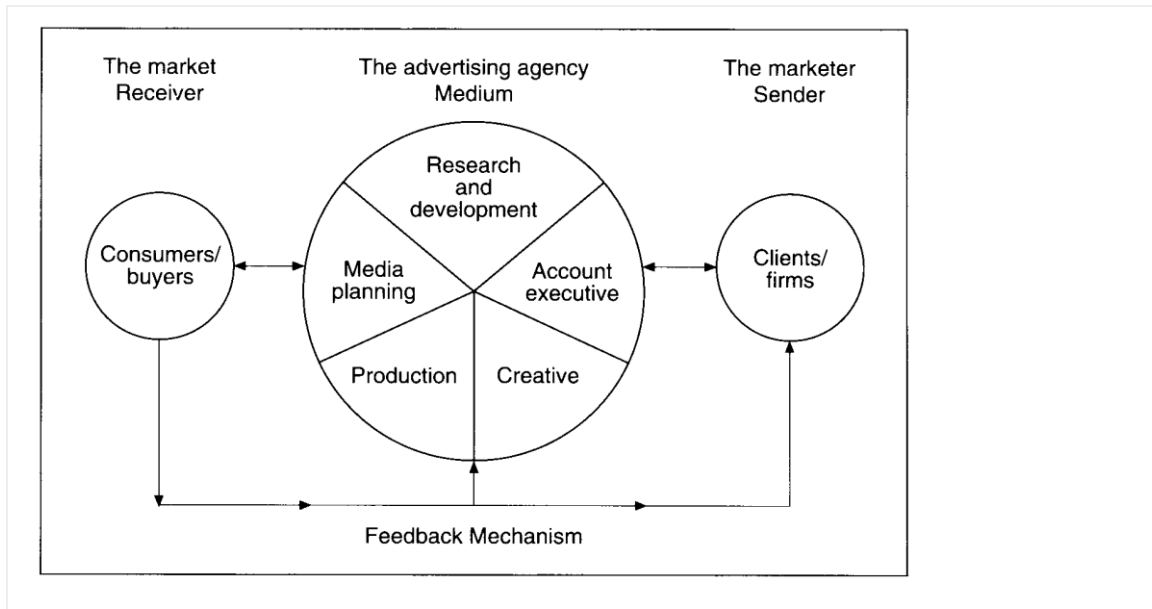 The market
Receiver
The advertising agency
Medium
The marketer
Sender
Research
and
development
Consumers/
buyers
Media
planning
Account
executive
Clients/
firms
Production
Creative
Feedback Mechanism